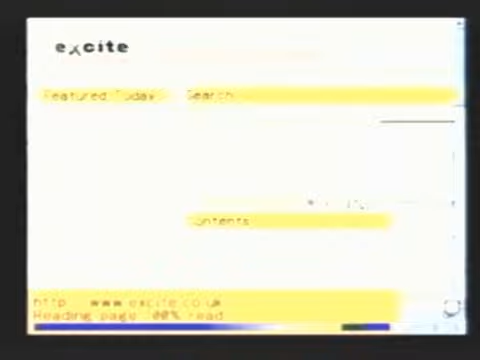 excite
Featured Today
Search
Contents
http www.excite.co.uk
Reading page 100% read